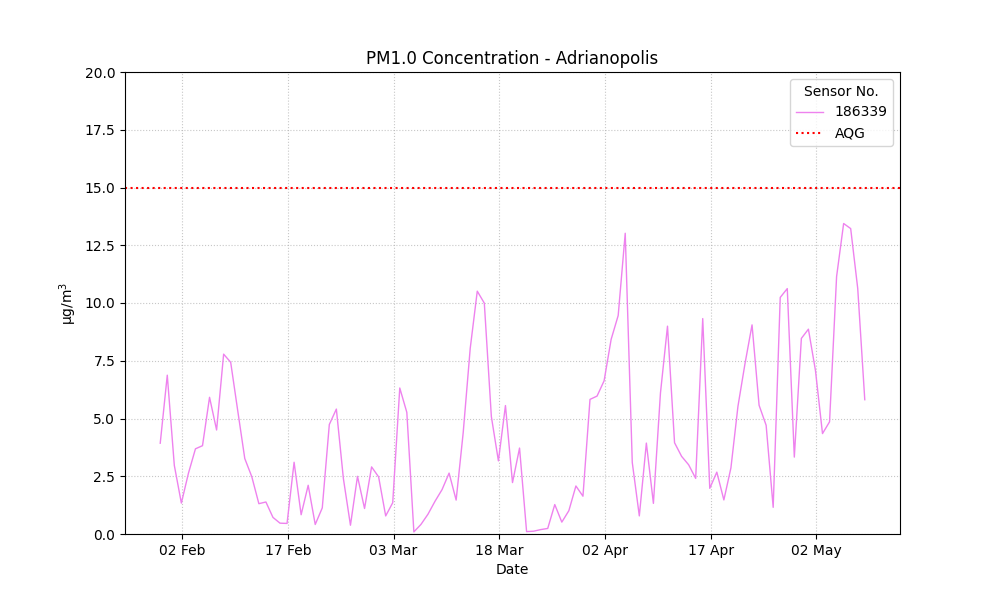 PM1.0 Concentration - Adrianopolis
20.0
17.5
15.0
12.5
10.0
7.5
5.0
2.5
0.0
µg/m³
Sensor No.
186339
AQG
02 Feb
17 Feb
03 Mar
18 Mar
02 Apr
17 Apr
02 May
Date